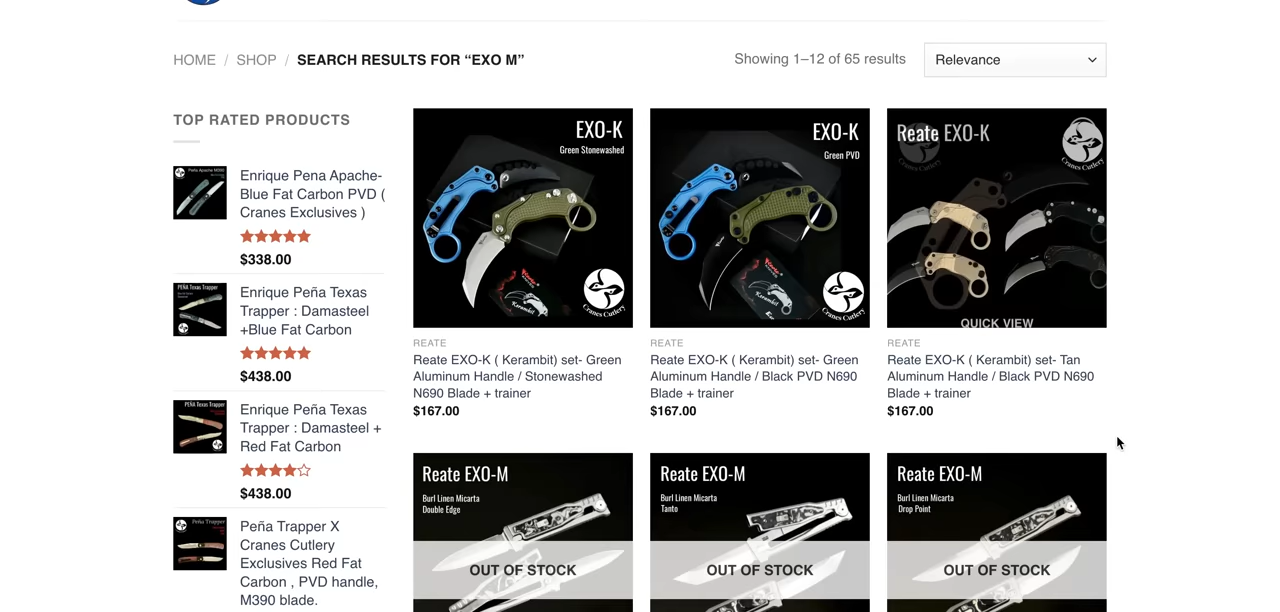 HOME / SHOP / SEARCH RESULTS FOR “EXO M”
Showing 1–12 of 65 results
Relevance
TOP RATED PRODUCTS
Enrique Pena Apache-
Blue Fat Carbon PVD (
Cranes Exclusives )
$338.00
Enrique Peña Texas
Trapper : Damasteel
+Blue Fat Carbon
$438.00
Enrique Peña Texas
Trapper : Damasteel +
Red Fat Carbon
$438.00
Peña Trapper X
Cranes Cutlery
Exclusives Red Fat
Carbon , PVD handle,
M390 blade.
EXO-K
Green Stonewashed
Cranes Cutlery
REATE
Reate EXO-K ( Kerambit) set- Green
Aluminum Handle / Stonewashed
N690 Blade + trainer
$167.00
EXO-K
Green PVD
Cranes Cutlery
REATE
Reate EXO-K ( Kerambit) set- Green
Aluminum Handle / Black PVD N690
Blade + trainer
$167.00
Reate EXO-K
Cranes Cutlery
QUICK VIEW
REATE
Reate EXO-K ( Kerambit) set- Tan
Aluminum Handle / Black PVD N690
Blade + trainer
$167.00
Reate EXO-M
Burl Linen Micarta
Double Edge
OUT OF STOCK
Reate EXO-M
Burl Linen Micarta
Tanto
OUT OF STOCK
Reate EXO-M
Burl Linen Micarta
Drop Point
OUT OF STOCK